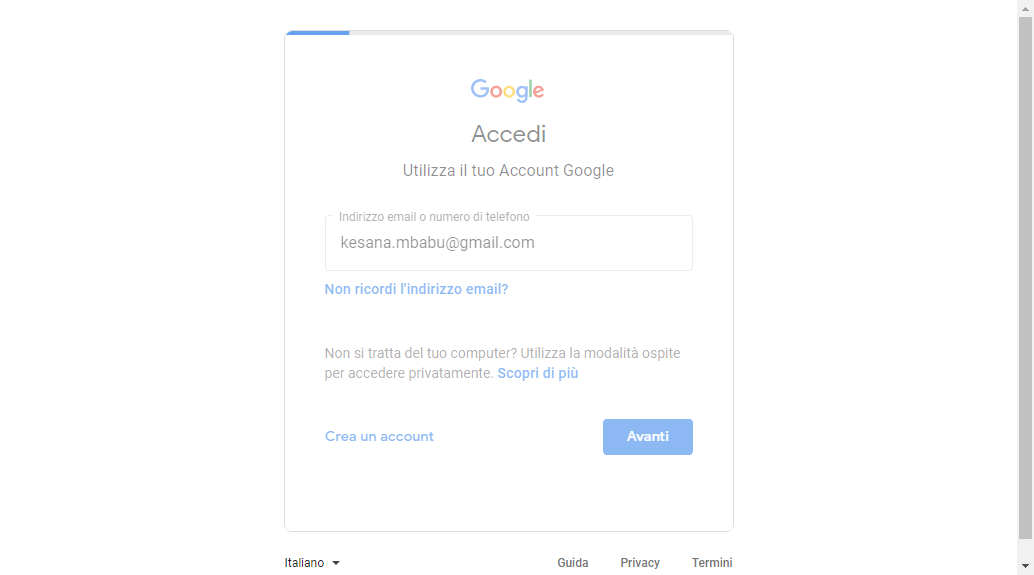 Google
Accedi
Utilizza il tuo Account Google
Indirizzo email o numero di telefono
kesana.mbabu@gmail.com
Non ricordi l'indirizzo email?
Non si tratta del tuo computer? Utilizza la modalità ospite
per accedere privatamente. Scopri di più
Crea un account
Avanti
Italiano
Guida
Privacy
Termini